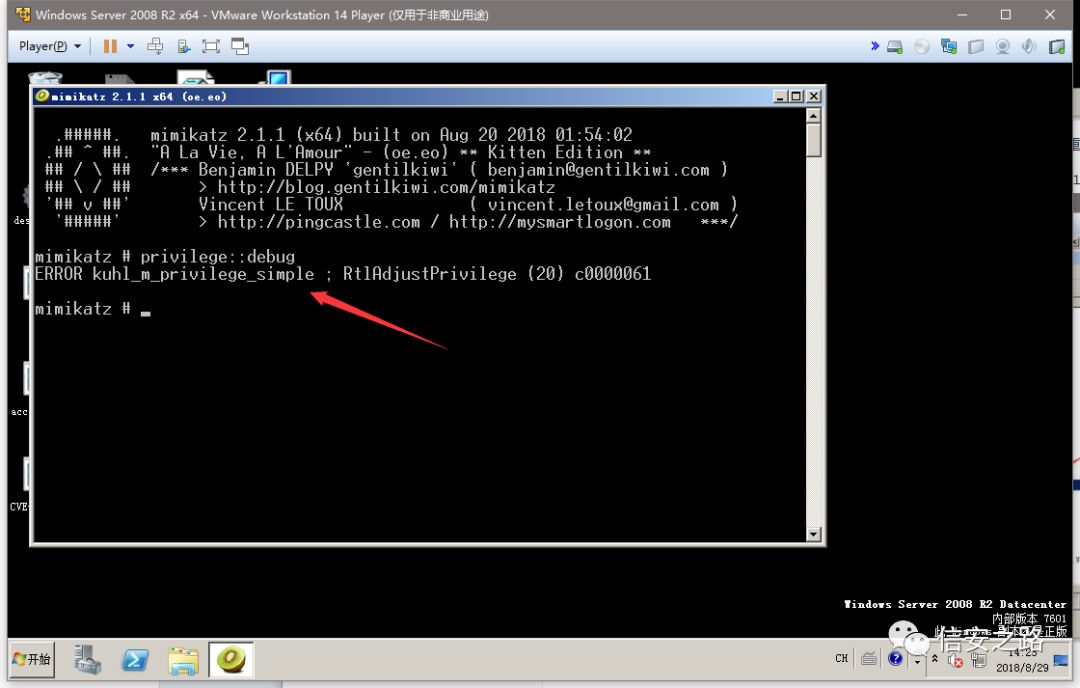 Windows Server 2008 R2 x64 - VMware Workstation 14 Player (仅用于非商业用途)
Player(P)
mimikatz 2.1.1 x64 (oe.eo)
.#####.   mimikatz 2.1.1 (x64) built on Aug 20 2018 01:54:02
.## ^ ##.  "A La Vie, A L'Amour" - (oe.eo) ** Kitten Edition **
## / \ ##  /*** Benjamin DELPY `gentilkiwi` ( benjamin@gentilkiwi.com )
## \ / ##       > http://blog.gentilkiwi.com/mimikatz
'## v ##'       Vincent LE TOUX             ( vincent.letoux@gmail.com )
'#####'        > http://pingcastle.com / http://mysmartlogon.com   ***/
mimikatz # privilege::debug
ERROR kuhl_m_privilege_simple ; RtlAdjustPrivilege (20) c0000061
mimikatz # _
des
acc
CVE
Windows Server 2008 R2 Datacenter
内部版本 7601
信安之路
开始
CH
14:25
2018/8/29